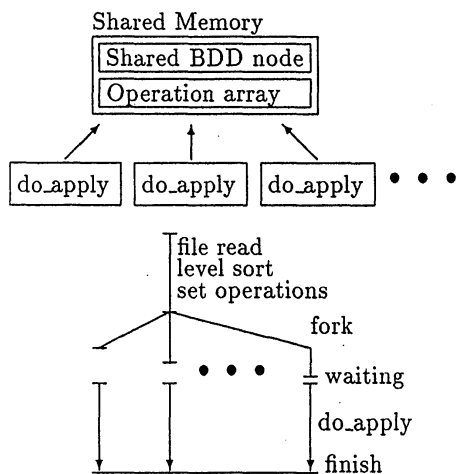 Shared Memory
Shared BDD node
Operation array
do_apply do_apply do_apply
file read
level sort
set operations
fork
waiting
do_apply
finish